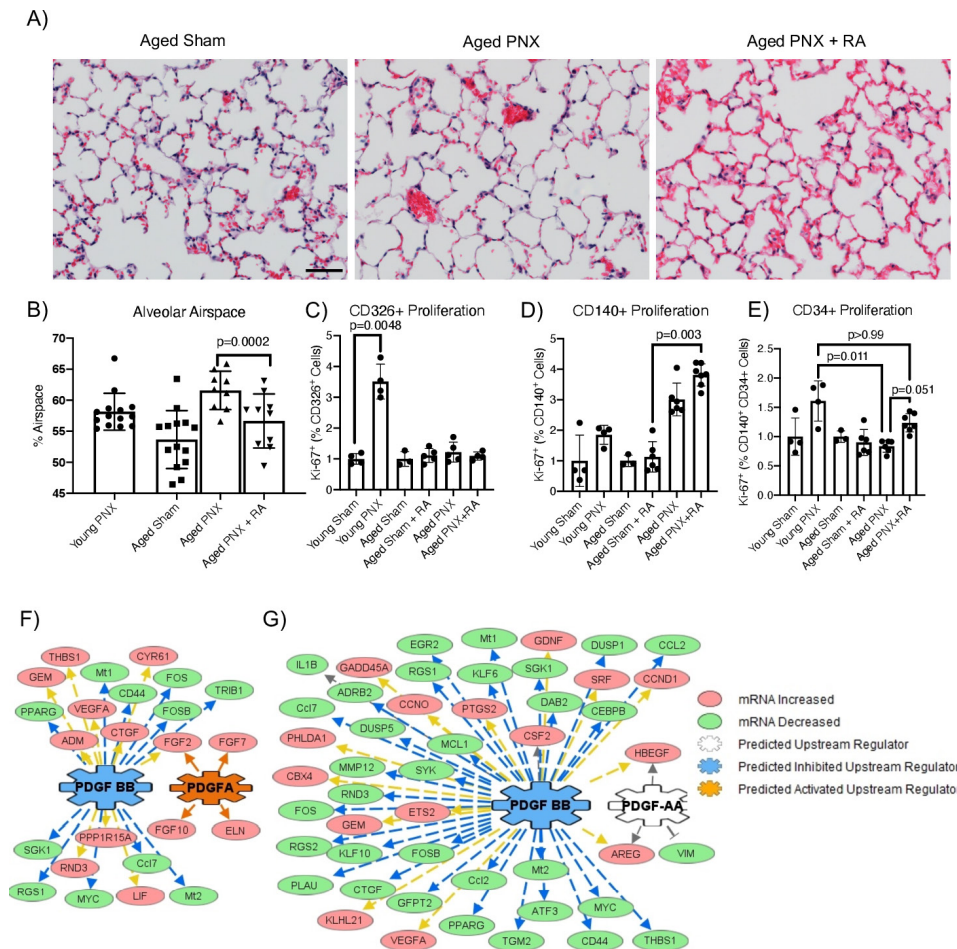 A)
Aged Sham
Aged PNX
Aged PNX + RA
B)
Alveolar Airspace
p=0.0002
% Airspace
70
65
60
55
50
45
Young PNX
Aged Sham
Aged PNX
Aged PNX + RA
C)
CD326+ Proliferation
p=0.0048
Ki-67+ (% CD326+ Cells)
5
4
3
2
1
0
Young Sham
Young PNX
Aged Sham
Aged Sham + RA
Aged PNX
Aged PNX+RA
D)
CD140+ Proliferation
p=0.003
Ki-67+ (% CD140+ Cells)
5
4
3
2
1
0
Young Sham
Young PNX
Aged Sham
Aged Sham + RA
Aged PNX
Aged PNX+RA
E)
CD34+ Proliferation
p>0.99
p=0.011
p=0.051
Ki-67+ (% CD140+ CD34+ Cells)
2.5
2.0
1.5
1.0
0.5
0.0
Young Sham
Young PNX
Aged Sham
Aged Sham + RA
Aged PNX
Aged PNX+RA
F)
THBS1
CYR61
GEM
Mt1
FOS
CD44
TRIB1
PPARG
VEGFA
FOSB
CTGF
ADM
FGF2
FGF7
PDGF BB
PDGFA
FGF10
ELN
PPP1R15A
SGK1
RND3
Ccl7
RGS1
MYC
LIF
Mt2
G)
EGR2
Mt1
GDNF
DUSP1
CCL2
IL1B
GADD45A
RGS1
KLF6
SGK1
SRF
CCND1
ADRB2
CCNO
PTGS2
DAB2
CEBPB
Ccl7
DUSP5
CSF2
PHLDA1
MCL1
HBEGF
MMP12
SYK
CBX4
RND3
PDGF BB
PDGF-AA
FOS
GEM
ETS2
RGS2
KLF10
FOSB
AREG
VIM
PLAU
CTGF
Ccl2
Mt2
GFPT2
KLHL21
PPARG
ATF3
MYC
VEGFA
TGM2
CD44
THBS1
mRNA Increased
mRNA Decreased
Predicted Upstream Regulator
Predicted Inhibited Upstream Regulator
Predicted Activated Upstream Regulator